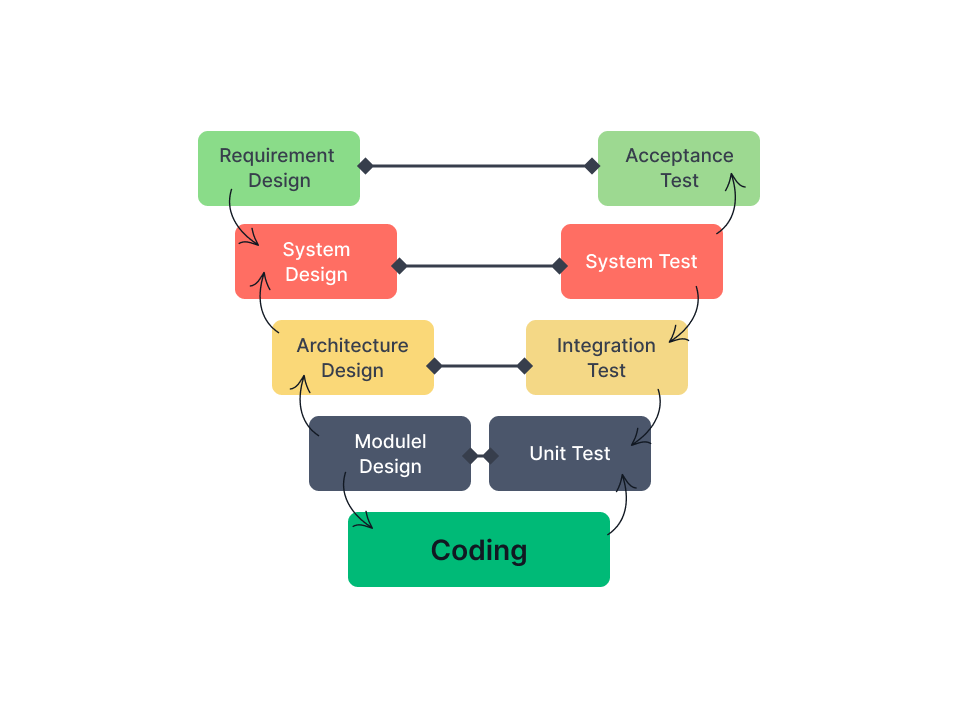 Requirement
Design
Acceptance
Test
System
Design
System Test
Architecture
Design
Integration
Test
Modulel
Design
Unit Test
Coding